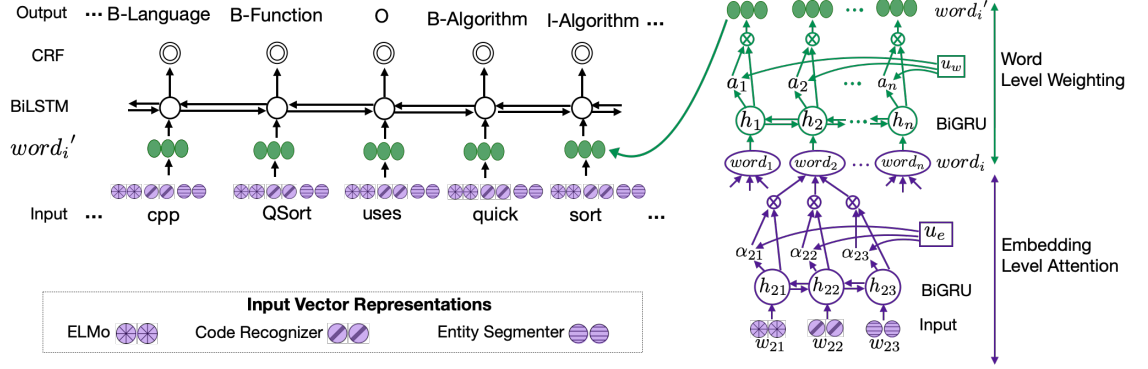 Output ... B-Language B-Function O B-Algorithm I-Algorithm ...
CRF
BiLSTM
word_i'
Input ... cpp QSort uses quick sort ...
Input Vector Representations
ELMo Code Recognizer Entity Segmenter
... word_i'
u_w
Word
Level Weighting
a_1 a_2 ... a_n
h_1 h_2 ... h_n BiGRU
word_1 word_2 ... word_n word_i
u_e
α_21 α_22 α_23
Embedding
Level Attention
h_21 h_22 h_23 BiGRU
Input
w_21 w_22 w_23